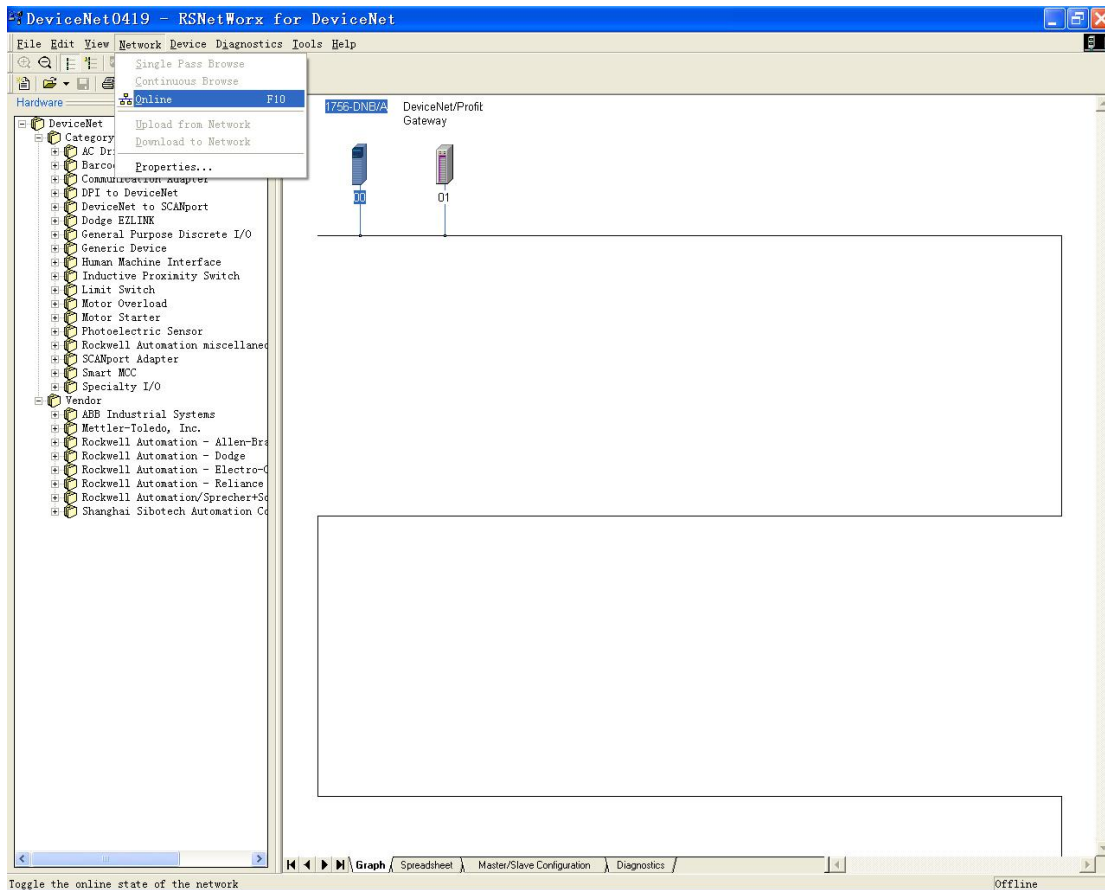 DeviceNet0419 - RSNetWorx for DeviceNet
File Edit View Network Device Diagnostics Tools Help
Single Pass Browse
Continuous Browse
Online F10
Upload from Network
Download to Network
Properties...
Hardware
DeviceNet
Category
AC Dr
Barco
Communication Adapter
DPI to DeviceNet
DeviceNet to SCANport
Dodge EZLINK
General Purpose Discrete I/O
Generic Device
Human Machine Interface
Inductive Proximity Switch
Limit Switch
Motor Overload
Motor Starter
Photoelectric Sensor
Rockwell Automation miscellaneo
SCANport Adapter
Smart MCC
Specialty I/O
Vendor
ABB Industrial Systems
Mettler-Toledo, Inc.
Rockwell Automation - Allen-Bra
Rockwell Automation - Dodge
Rockwell Automation - Electro-C
Rockwell Automation - Reliance
Rockwell Automation/Sprecher+Sc
Shanghai Sibotech Automation Co
1756-DNB/A
DeviceNet/Profit
Gateway
00
01
Graph Spreadsheet Master/Slave Configuration Diagnostics
Toggle the online state of the network
Offline